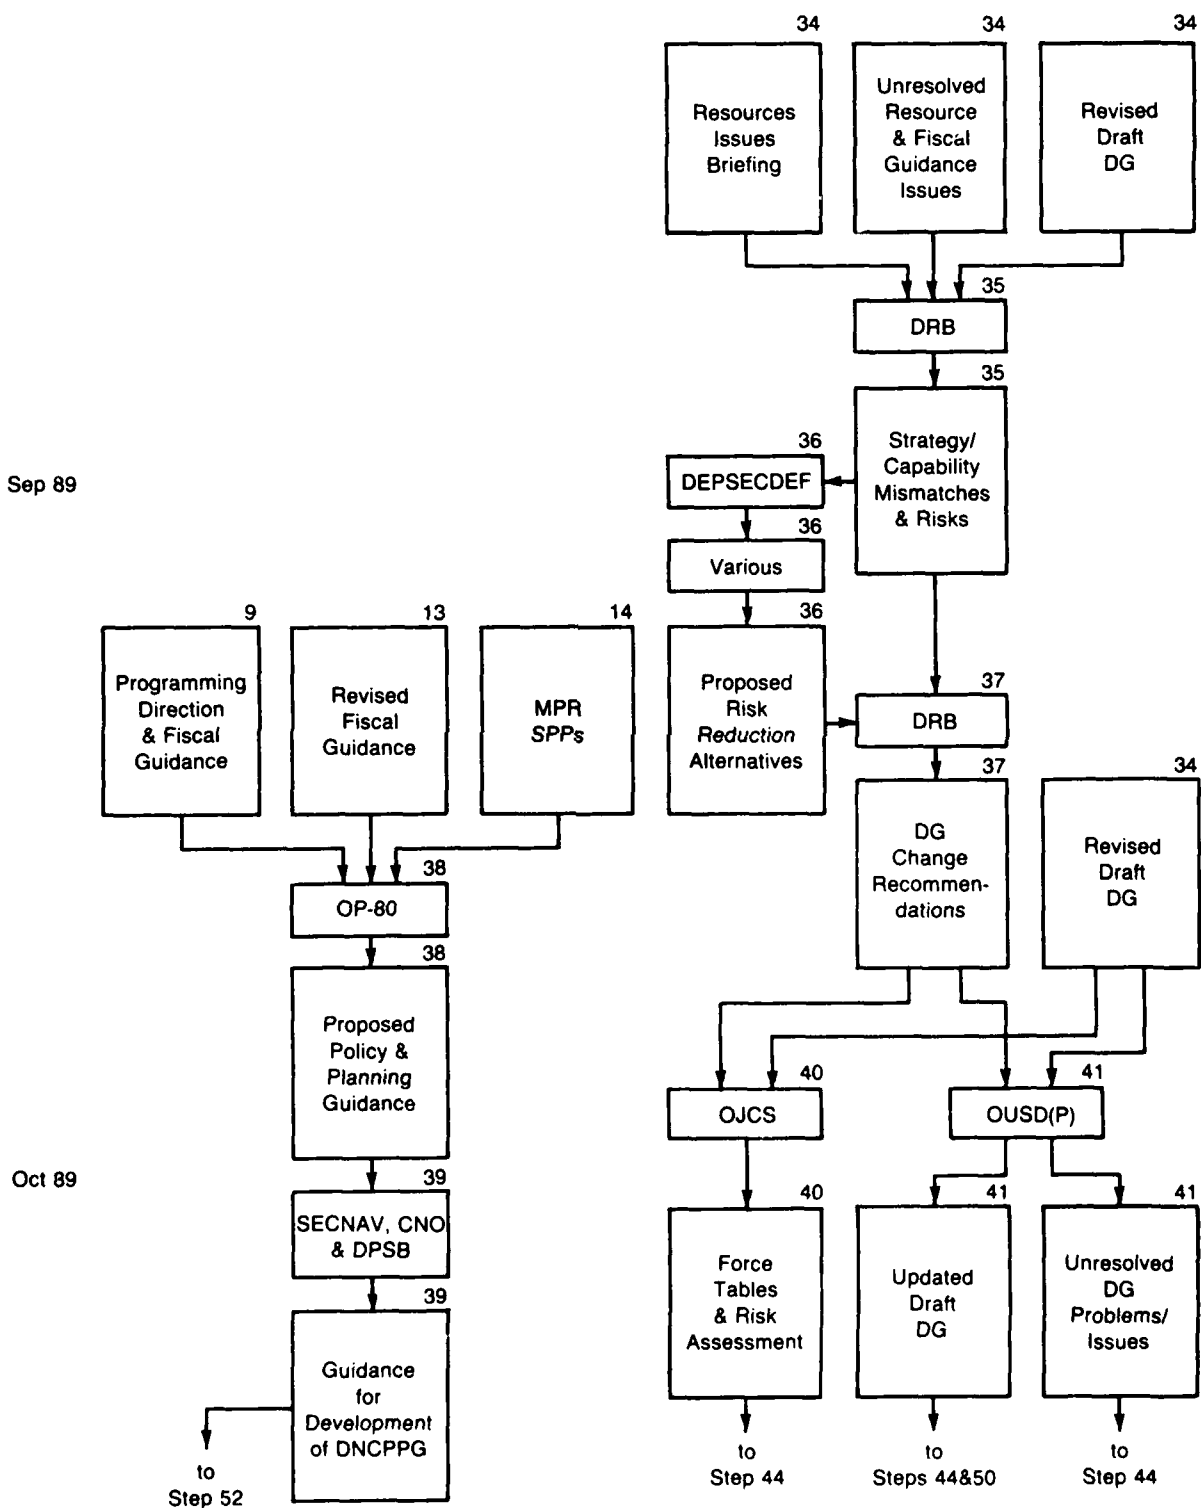 34
34
34
Resources
Issues
Briefing
Unresolved
Resource
& Fiscal
Guidance
Issues
Revised
Draft
DG
35
DRB
35
Strategy/
Capability
Mismatches
& Risks
Sep 89
36
DEPSECDEF
36
Various
36
Proposed
Risk
Reduction
Alternatives
9
Programming
Direction
& Fiscal
Guidance
13
Revised
Fiscal
Guidance
14
MPR
SPPs
37
DRB
37
DG
Change
Recommen-
dations
34
Revised
Draft
DG
38
OP-80
38
Proposed
Policy &
Planning
Guidance
40
OJCS
41
OUSD(P)
Oct 89
39
SECNAV, CNO
& DPSB
39
Guidance
for
Development
of DNCPPG
to
Step 52
40
Force
Tables
& Risk
Assessment
to
Step 44
41
Updated
Draft
DG
to
Steps 44&50
41
Unresolved
DG
Problems/
Issues
to
Step 44